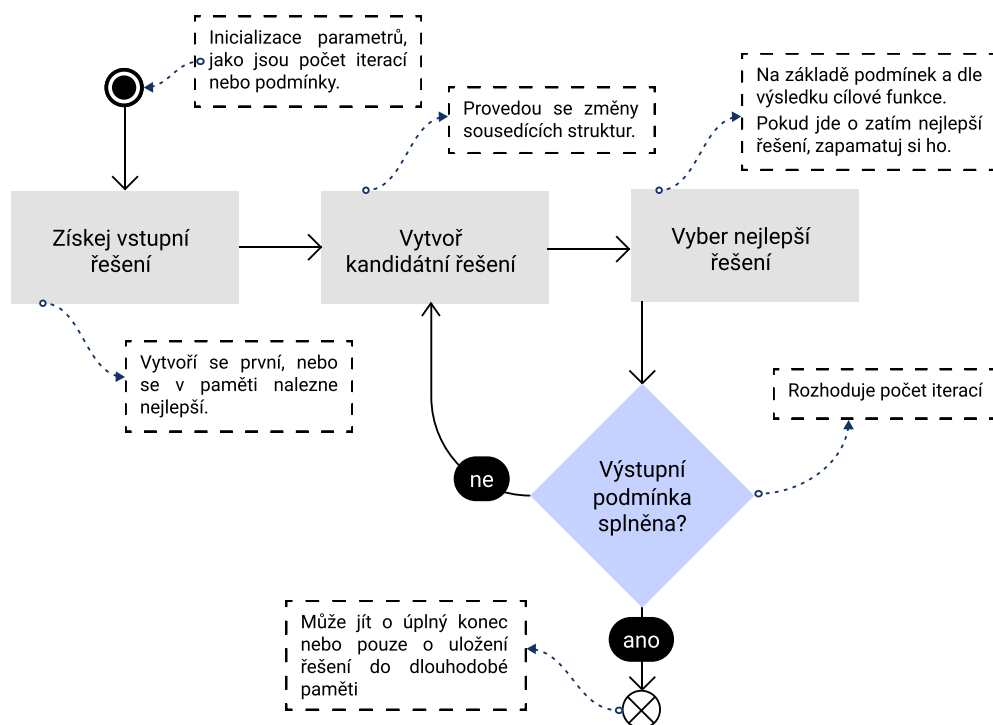 Inicializace parametrů,
jako jsou počet iterací
nebo podmínky.
Provedou se změny
sousedících struktur.
Na základě podmínek a dle
výsledku cílové funkce.
Pokud jde o zatím nejlepší
řešení, zapamatuj si ho.
Získej vstupní
řešení
Vytvoř
kandidátní řešení
Vyber nejlepší
řešení
Vytvoří se první, nebo
se v paměti nalezne
nejlepší.
Rozhoduje počet iterací
ne
Výstupní
podmínka
splněna?
Může jít o úplný konec
nebo pouze o uložení
řešení do dlouhodobé
paměti
ano